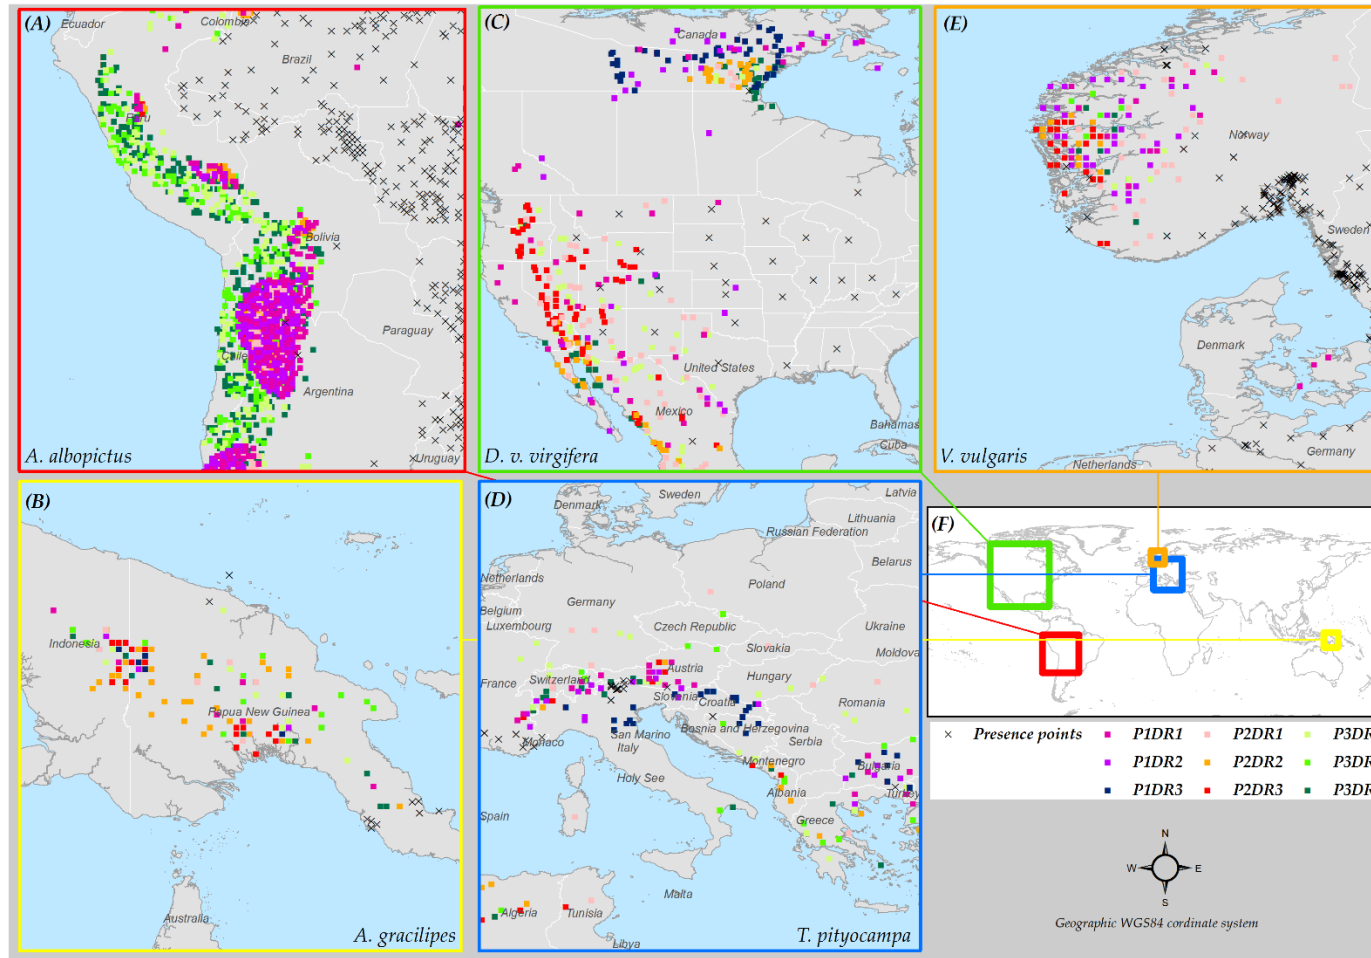 (A)
Ecuador
Colombia
Brazil
Peru
Bolivia
Paraguay
Chile
Argentina
Uruguay
A. albopictus
(C)
Canada
United States
Mexico
Bahamas
Cuba
D. v. virgifera
(E)
Norway
Sweden
Denmark
Netherlands
Germany
V. vulgaris
(B)
Indonesia
Papua New Guinea
Australia
A. gracilipes
(D)
Denmark
Sweden
Latvia
Lithuania
Russian Federation
Belarus
Netherlands
Poland
Belgium
Germany
Luxembourg
Czech Republic
Ukraine
Slovakia
Moldova
France
Switzerland
Austria
Hungary
Slovenia
Croatia
Romania
Bosnia and Herzegovina
San Marino
Monaco
Italy
Serbia
Montenegro
Bulgaria
Holy See
Albania
Turkey
Spain
Greece
Malta
Algeria
Tunisia
Libya
T. pityocampa
(F)
Presence points
P1DR1
P2DR1
P3DR
P1DR2
P2DR2
P3DR
P1DR3
P2DR3
P3DR
N
W
E
S
Geographic WGS84 cordinate system